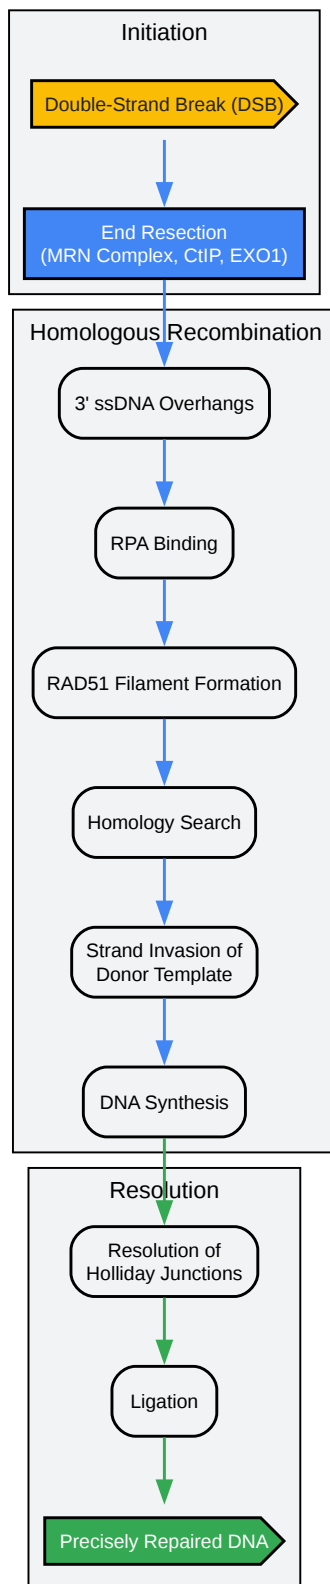 Initiation
Double-Strand Break (DSB)
End Resection
(MRN Complex, CtIP, EXO1)
Homologous Recombination
3' ssDNA Overhangs
RPA Binding
RAD51 Filament Formation
Homology Search
Strand Invasion of
Donor Template
DNA Synthesis
Resolution
Resolution of
Holliday Junctions
Ligation
Precisely Repaired DNA